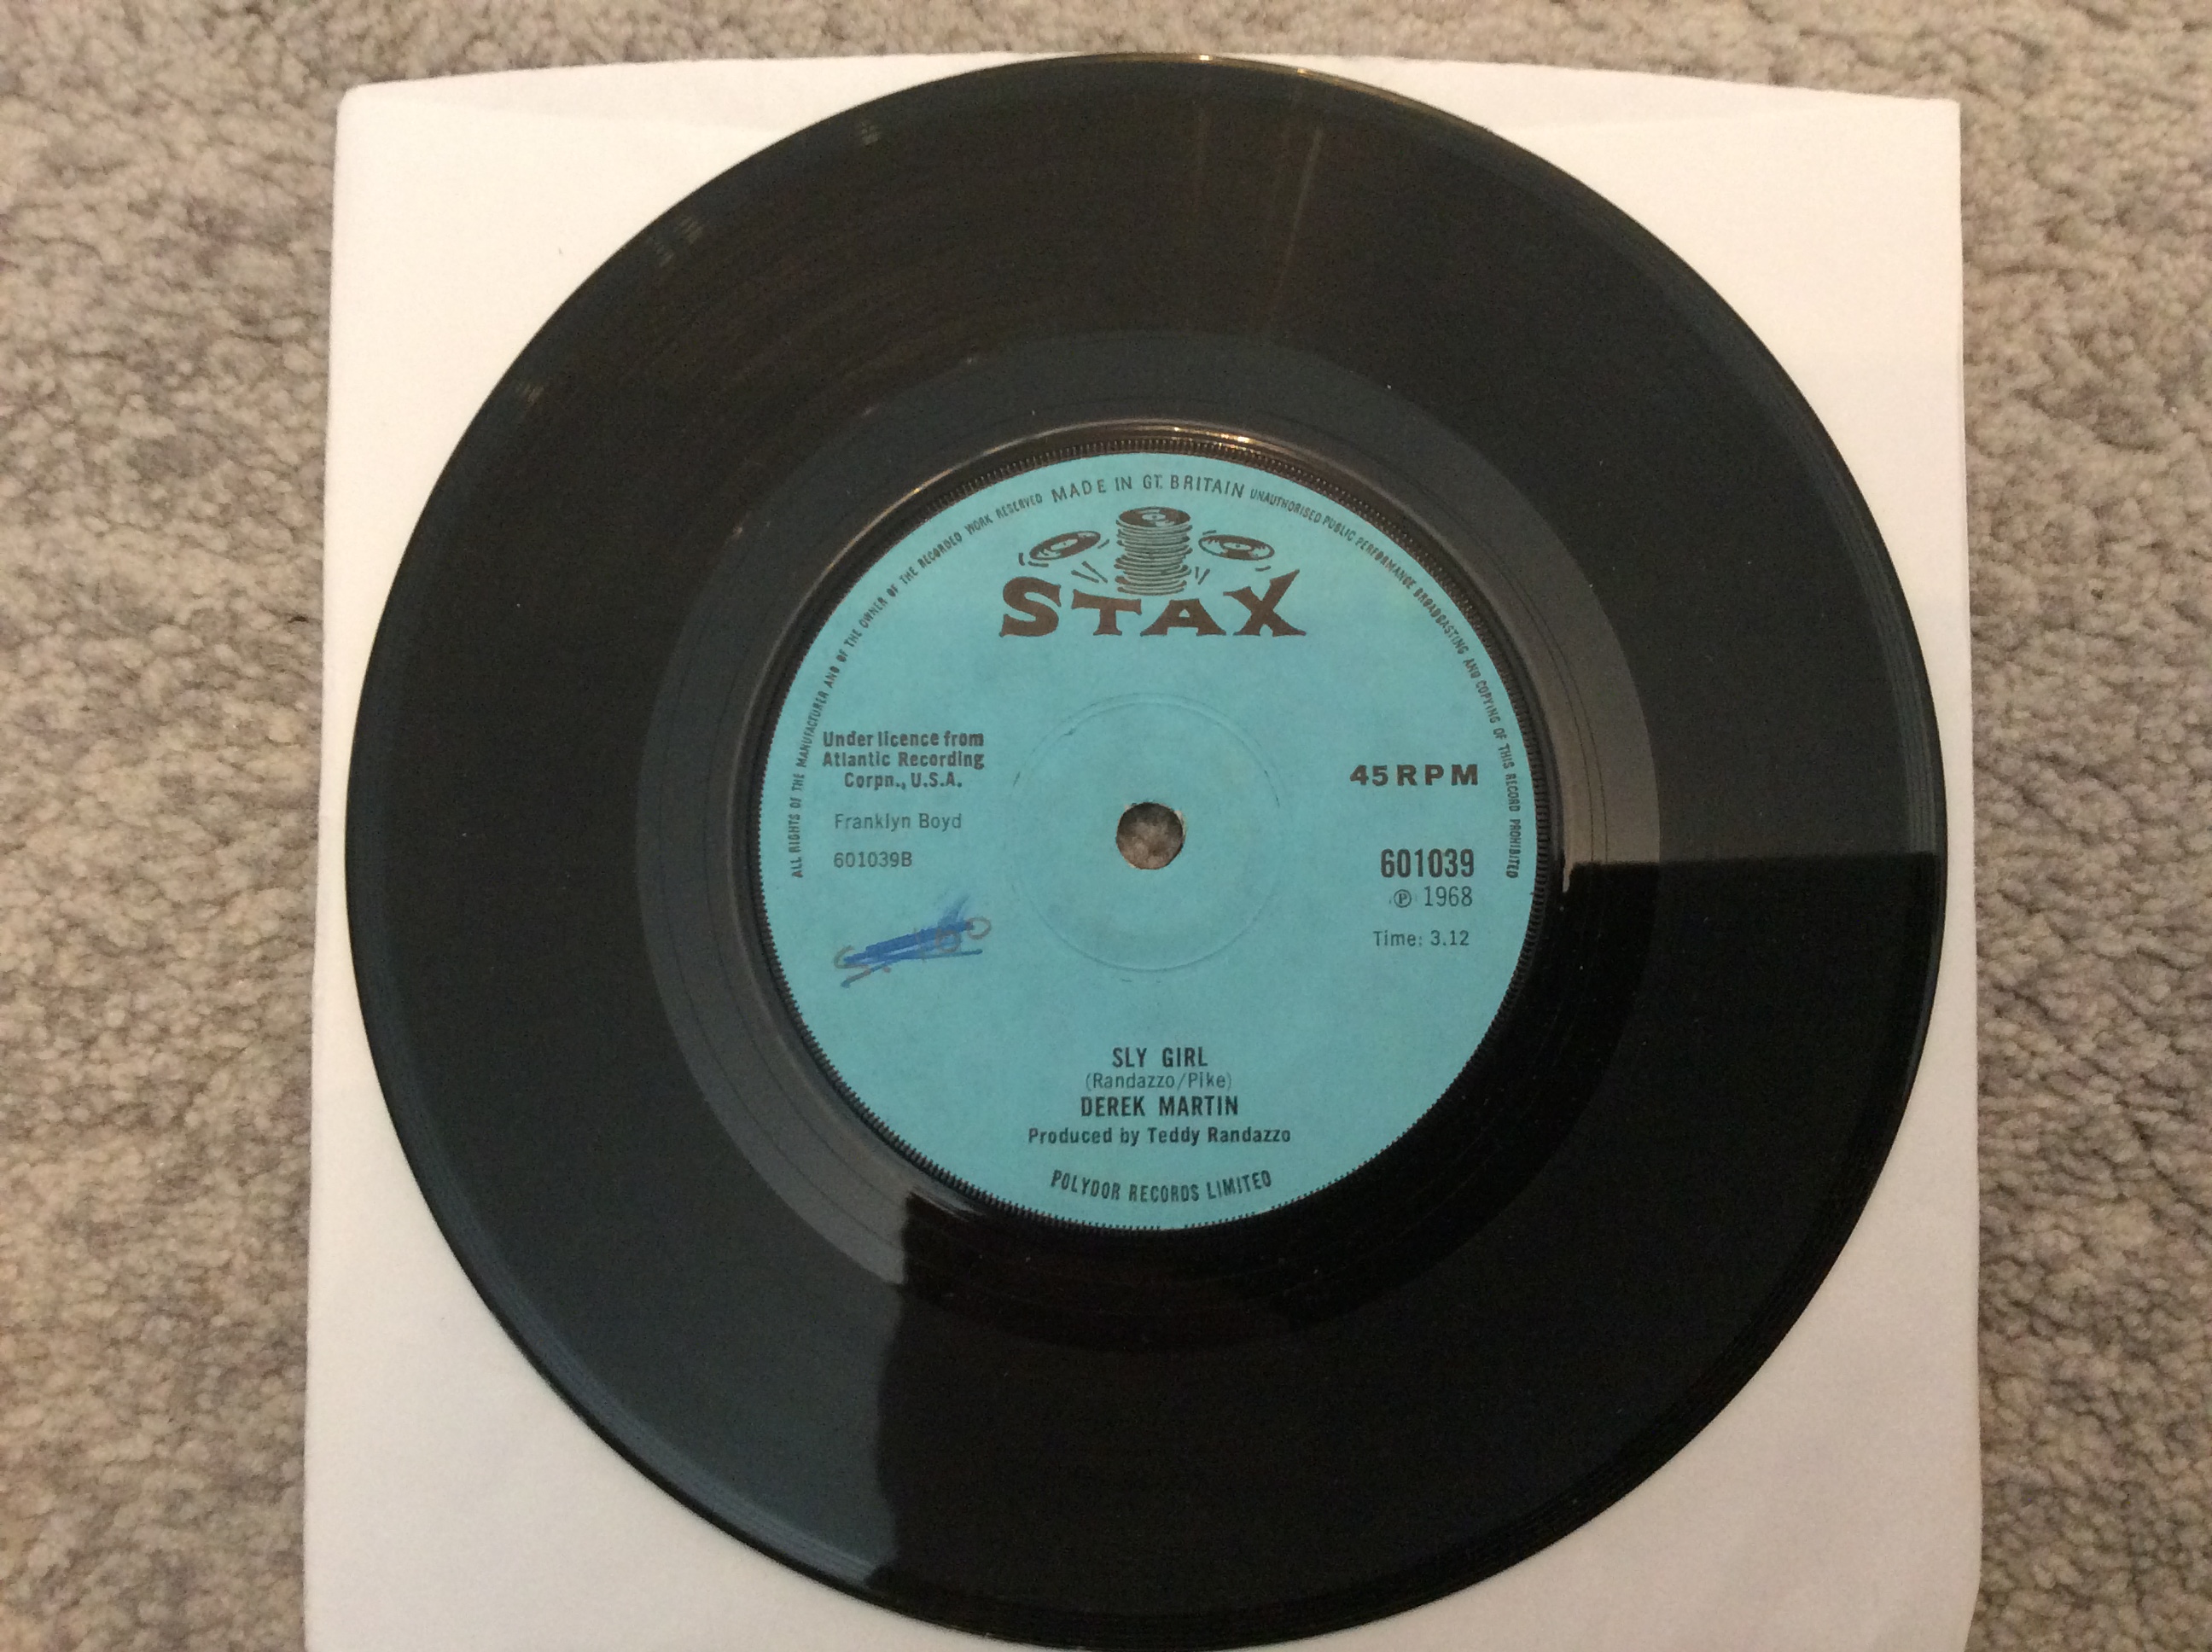 ALL RIGHTS OF THE MANUFACTURER AND OF THE OWNER OF THE RECORDED WORK RESERVED MADE IN GT. BRITAIN UNAUTHORISED PUBLIC PERFORMANCE BROADCASTING AND COPYING OF THIS RECORD PROHIBITED
STAX
Under licence from
Atlantic Recording
Corpn., U.S.A.
Franklyn Boyd
601039B
45 RPM
601039
℗ 1968
Time: 3.12
SLY GIRL
(Randazzo/Pike)
DEREK MARTIN
Produced by Teddy Randazzo
POLYDOR RECORDS LIMITED